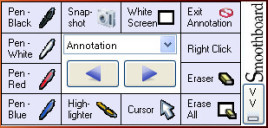 Pen -
Black
Snap-
shot
White
Screen
Exit
Annotation
Pen -
White
Annotation
Right Click
Pen -
Red
Eraser
Pen -
Blue
High-
lighter
Cursor
Erase
All
Smoothboard
V
V